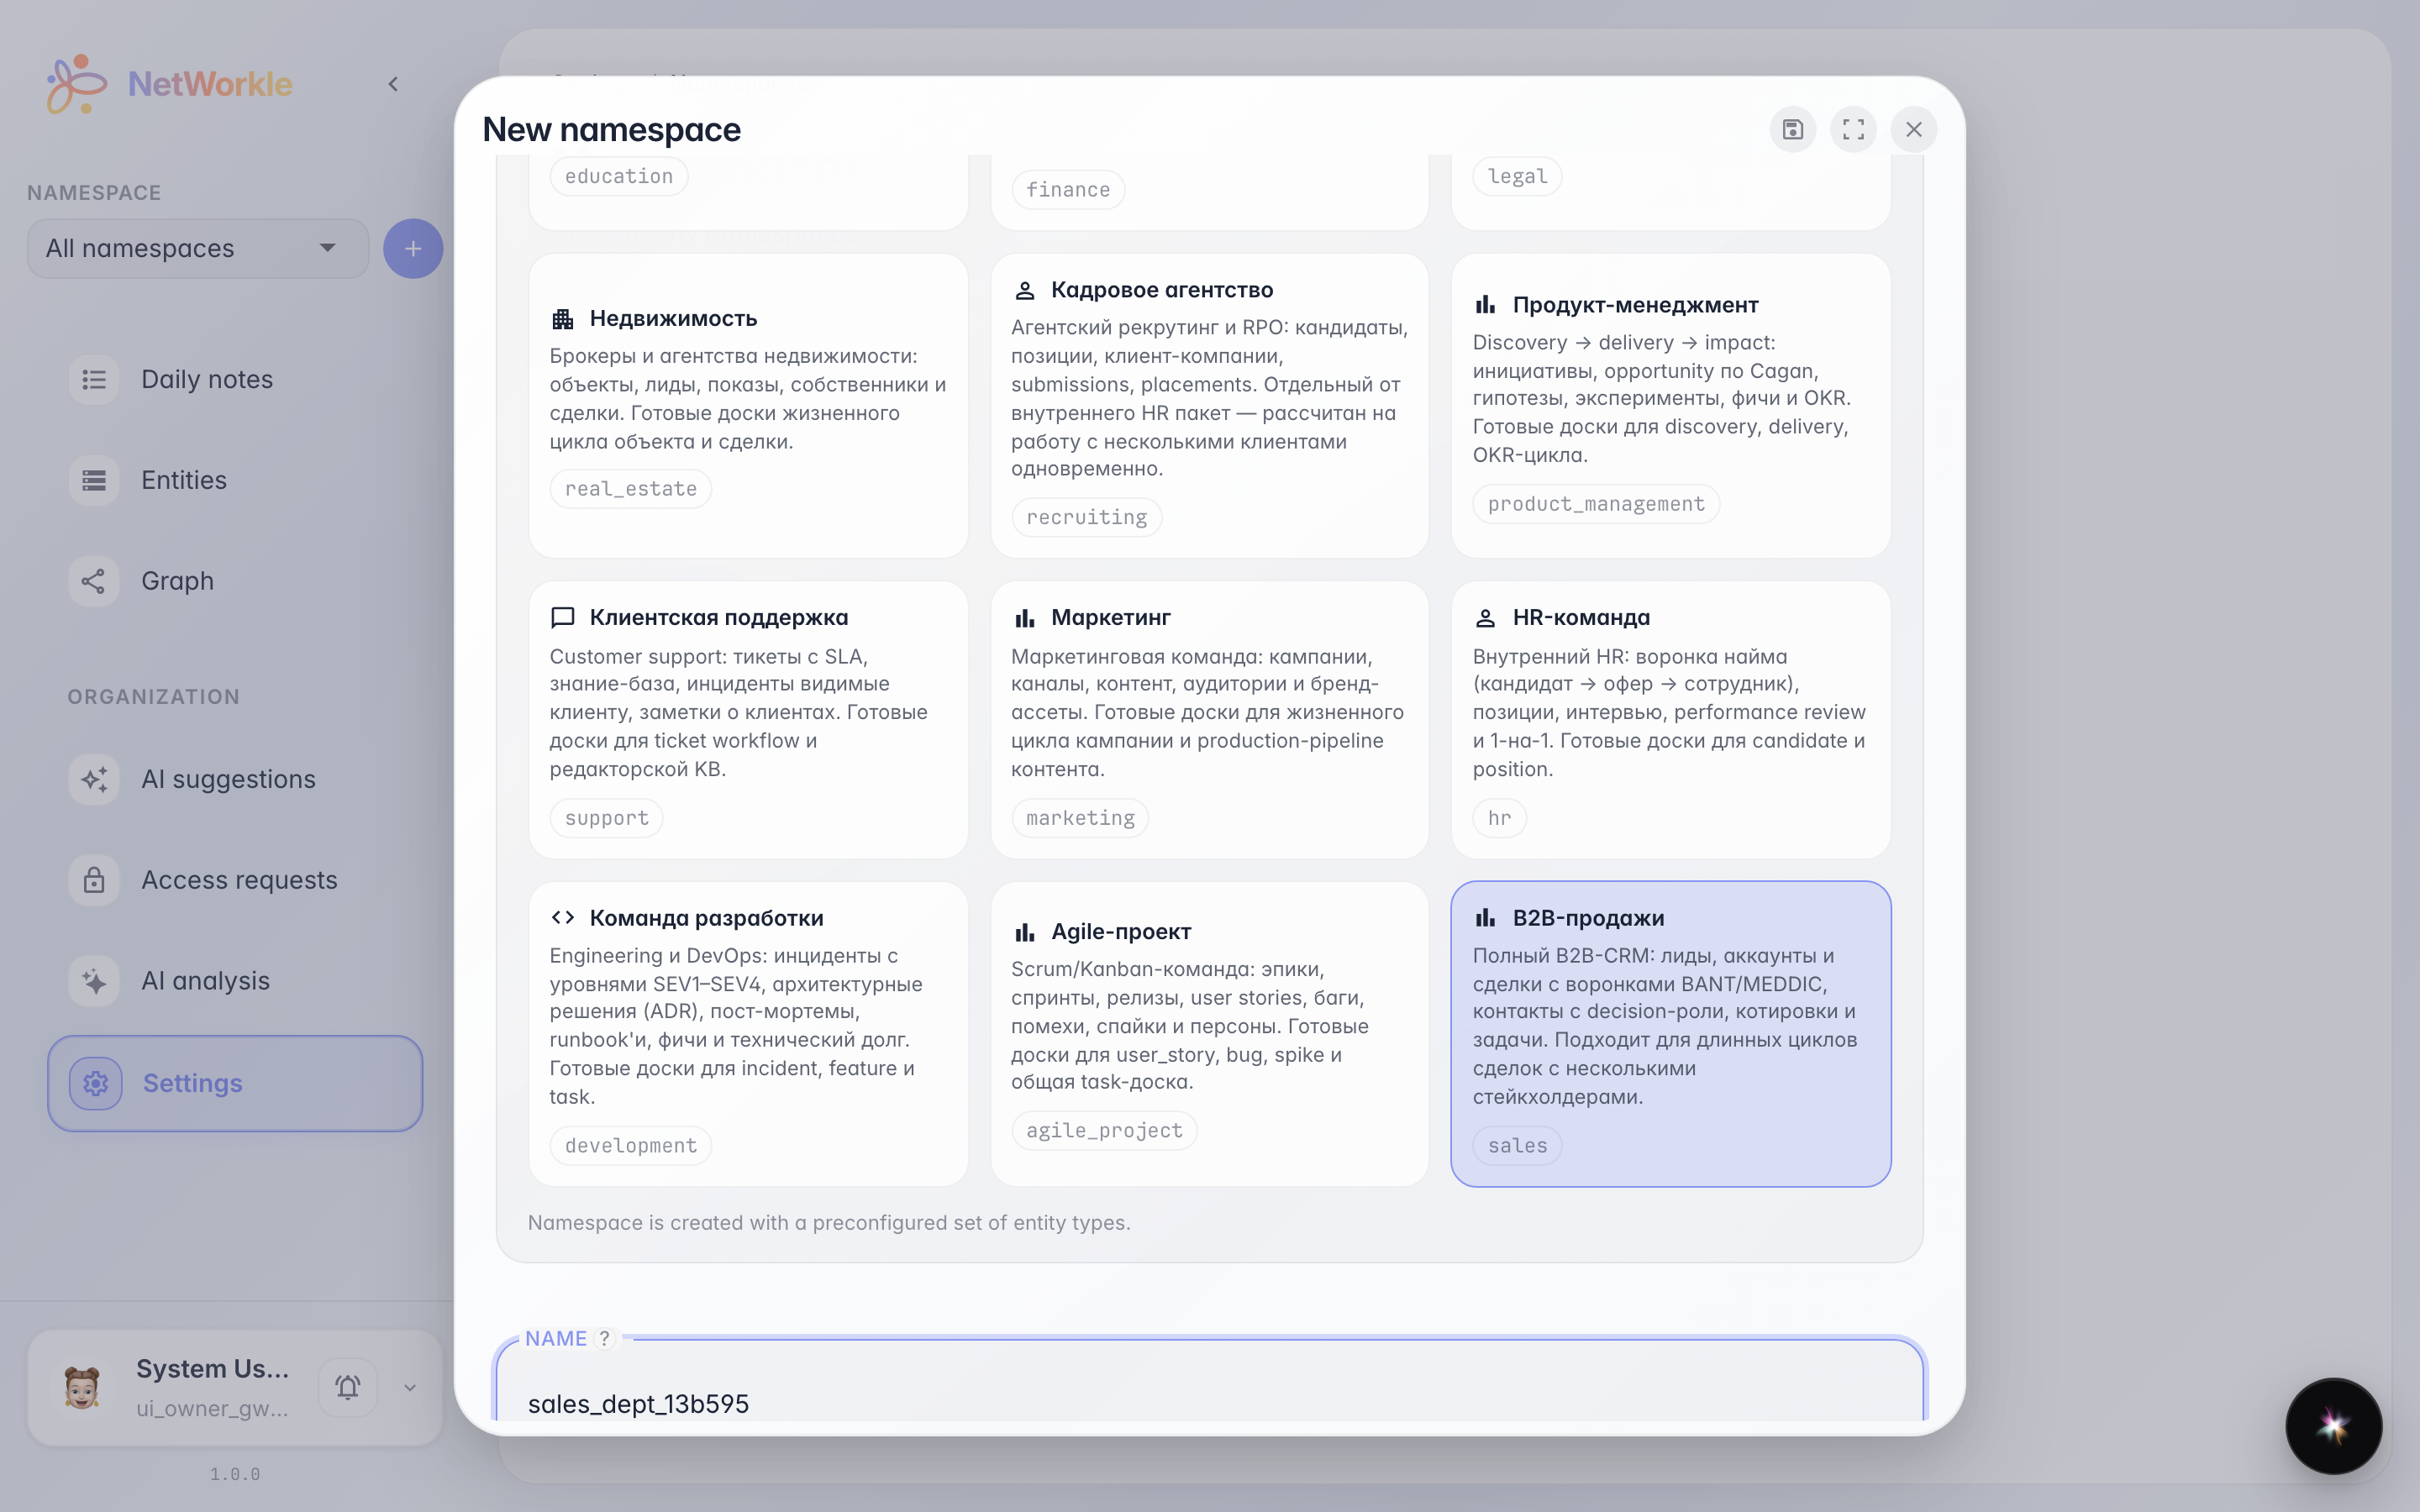 NetWorkle
NAMESPACE
All namespaces
Daily notes
Entities
Graph
ORGANIZATION
AI suggestions
Access requests
AI analysis
Settings
System Us...
ui_owner_gw...
1.0.0
New namespace
education
finance
legal
Недвижимость
Брокеры и агентства недвижимости:
объекты, лиды, показы, собственники и
сделки. Готовые доски жизненного
цикла объекта и сделки.
real_estate
Кадровое агентство
Агентский рекрутинг и RPO: кандидаты,
позиции, клиент-компании,
submissions, placements. Отдельный от
внутреннего HR пакет — рассчитан на
работу с несколькими клиентами
одновременно.
recruiting
Продукт-менеджмент
Discovery → delivery → impact:
инициативы, opportunity по Cagan,
гипотезы, эксперименты, фичи и OKR.
Готовые доски для discovery, delivery,
OKR-цикла.
product_management
Клиентская поддержка
Customer support: тикеты с SLA,
знание-база, инциденты видимые
клиенту, заметки о клиентах. Готовые
доски для ticket workflow и
редакторской KB.
support
Маркетинг
Маркетинговая команда: кампании,
каналы, контент, аудитории и бренд-
ассеты. Готовые доски для жизненного
цикла кампании и production-pipeline
контента.
marketing
HR-команда
Внутренний HR: воронка найма
(кандидат → офер → сотрудник),
позиции, интервью, performance review
и 1-на-1. Готовые доски для candidate и
position.
hr
Команда разработки
Engineering и DevOps: инциденты с
уровнями SEV1–SEV4, архитектурные
решения (ADR), пост-мортемы,
runbook'и, фичи и технический долг.
Готовые доски для incident, feature и
task.
development
Agile-проект
Scrum/Kanban-команда: эпики,
спринты, релизы, user stories, баги,
помехи, спайки и персоны. Готовые
доски для user_story, bug, spike и
общая task-доска.
agile_project
B2B-продажи
Полный B2B-CRM: лиды, аккаунты и
сделки с воронками BANT/MEDDIC,
контакты с decision-роли, котировки и
задачи. Подходит для длинных циклов
сделок с несколькими
стейкхолдерами.
sales
Namespace is created with a preconfigured set of entity types.
NAME ?
sales_dept_13b595